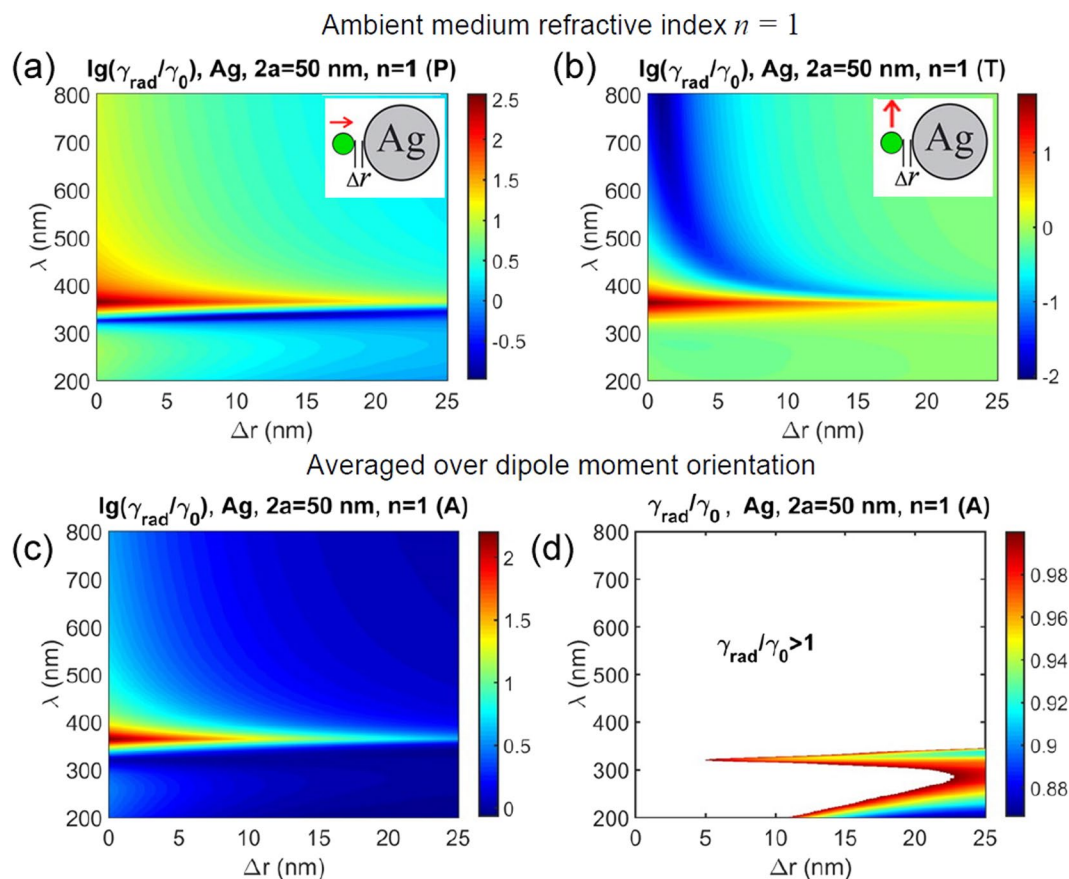 Ambient medium refractive index n = 1
(a)
lg(γrad/γ0), Ag, 2a=50 nm, n=1 (P)
800
700
600
500
400
300
200
λ (nm)
0 5 10 15 20 25
Δr (nm)
Ag
Δr
2.5
2
1.5
1
0.5
0
-0.5
(b)
lg(γrad/γ0), Ag, 2a=50 nm, n=1 (T)
800
700
600
500
400
300
200
λ (nm)
0 5 10 15 20 25
Δr (nm)
Ag
Δr
1
0
-1
-2
Averaged over dipole moment orientation
(c)
lg(γrad/γ0), Ag, 2a=50 nm, n=1 (A)
800
700
600
500
400
300
200
λ (nm)
0 5 10 15 20 25
Δr (nm)
2
1.5
1
0.5
0
(d)
γrad/γ0 , Ag, 2a=50 nm, n=1 (A)
800
700
600
500
400
300
200
λ (nm)
γrad/γ0>1
0 5 10 15 20 25
Δr (nm)
0.98
0.96
0.94
0.92
0.9
0.88